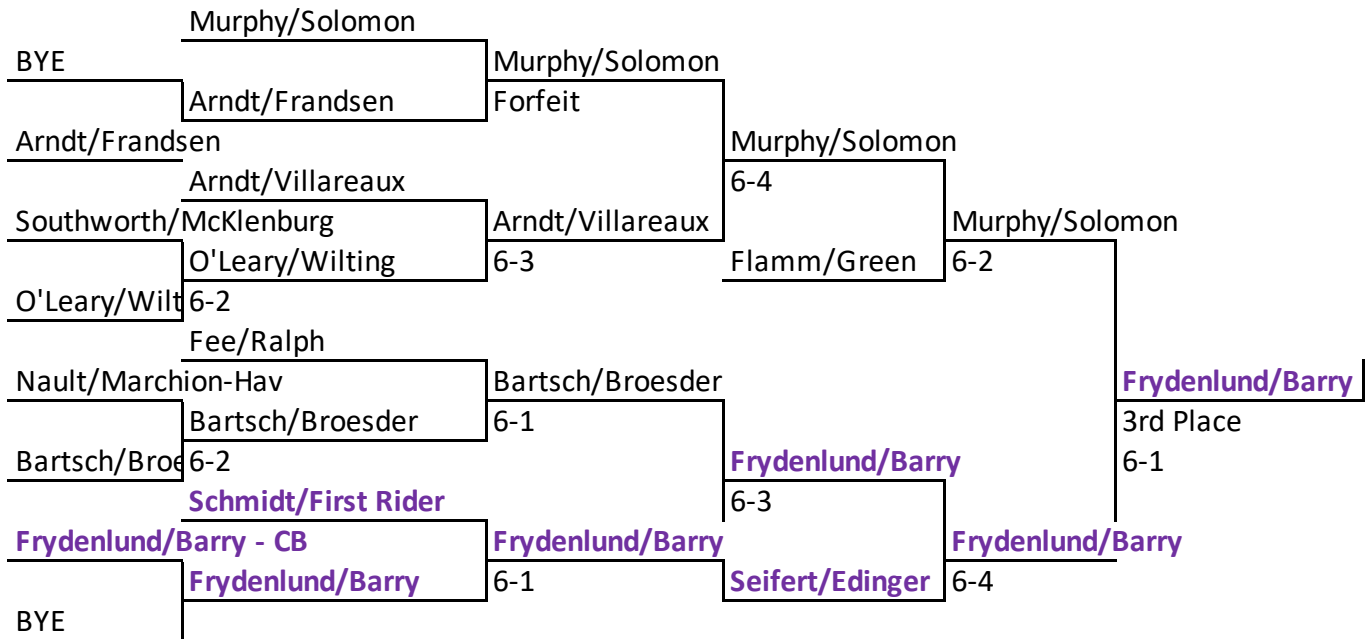 Murphy/Solomon
BYE
Murphy/Solomon
Arndt/Frandsen
Forfeit
Arndt/Frandsen
Murphy/Solomon
Arndt/Villareaux
6-4
Southworth/McKlenburg
Arndt/Villareaux
Murphy/Solomon
O'Leary/Wilting
6-3
Flamm/Green
6-2
O'Leary/Wilt
6-2
Fee/Ralph
Nault/Marchion-Hav
Bartsch/Broesder
Frydenlund/Barry
Bartsch/Broesder
6-1
3rd Place
Bartsch/Broe
6-2
Frydenlund/Barry
6-1
Schmidt/First Rider
6-3
Frydenlund/Barry - CB
Frydenlund/Barry
Frydenlund/Barry
Frydenlund/Barry
6-1
Seifert/Edinger
6-4
BYE